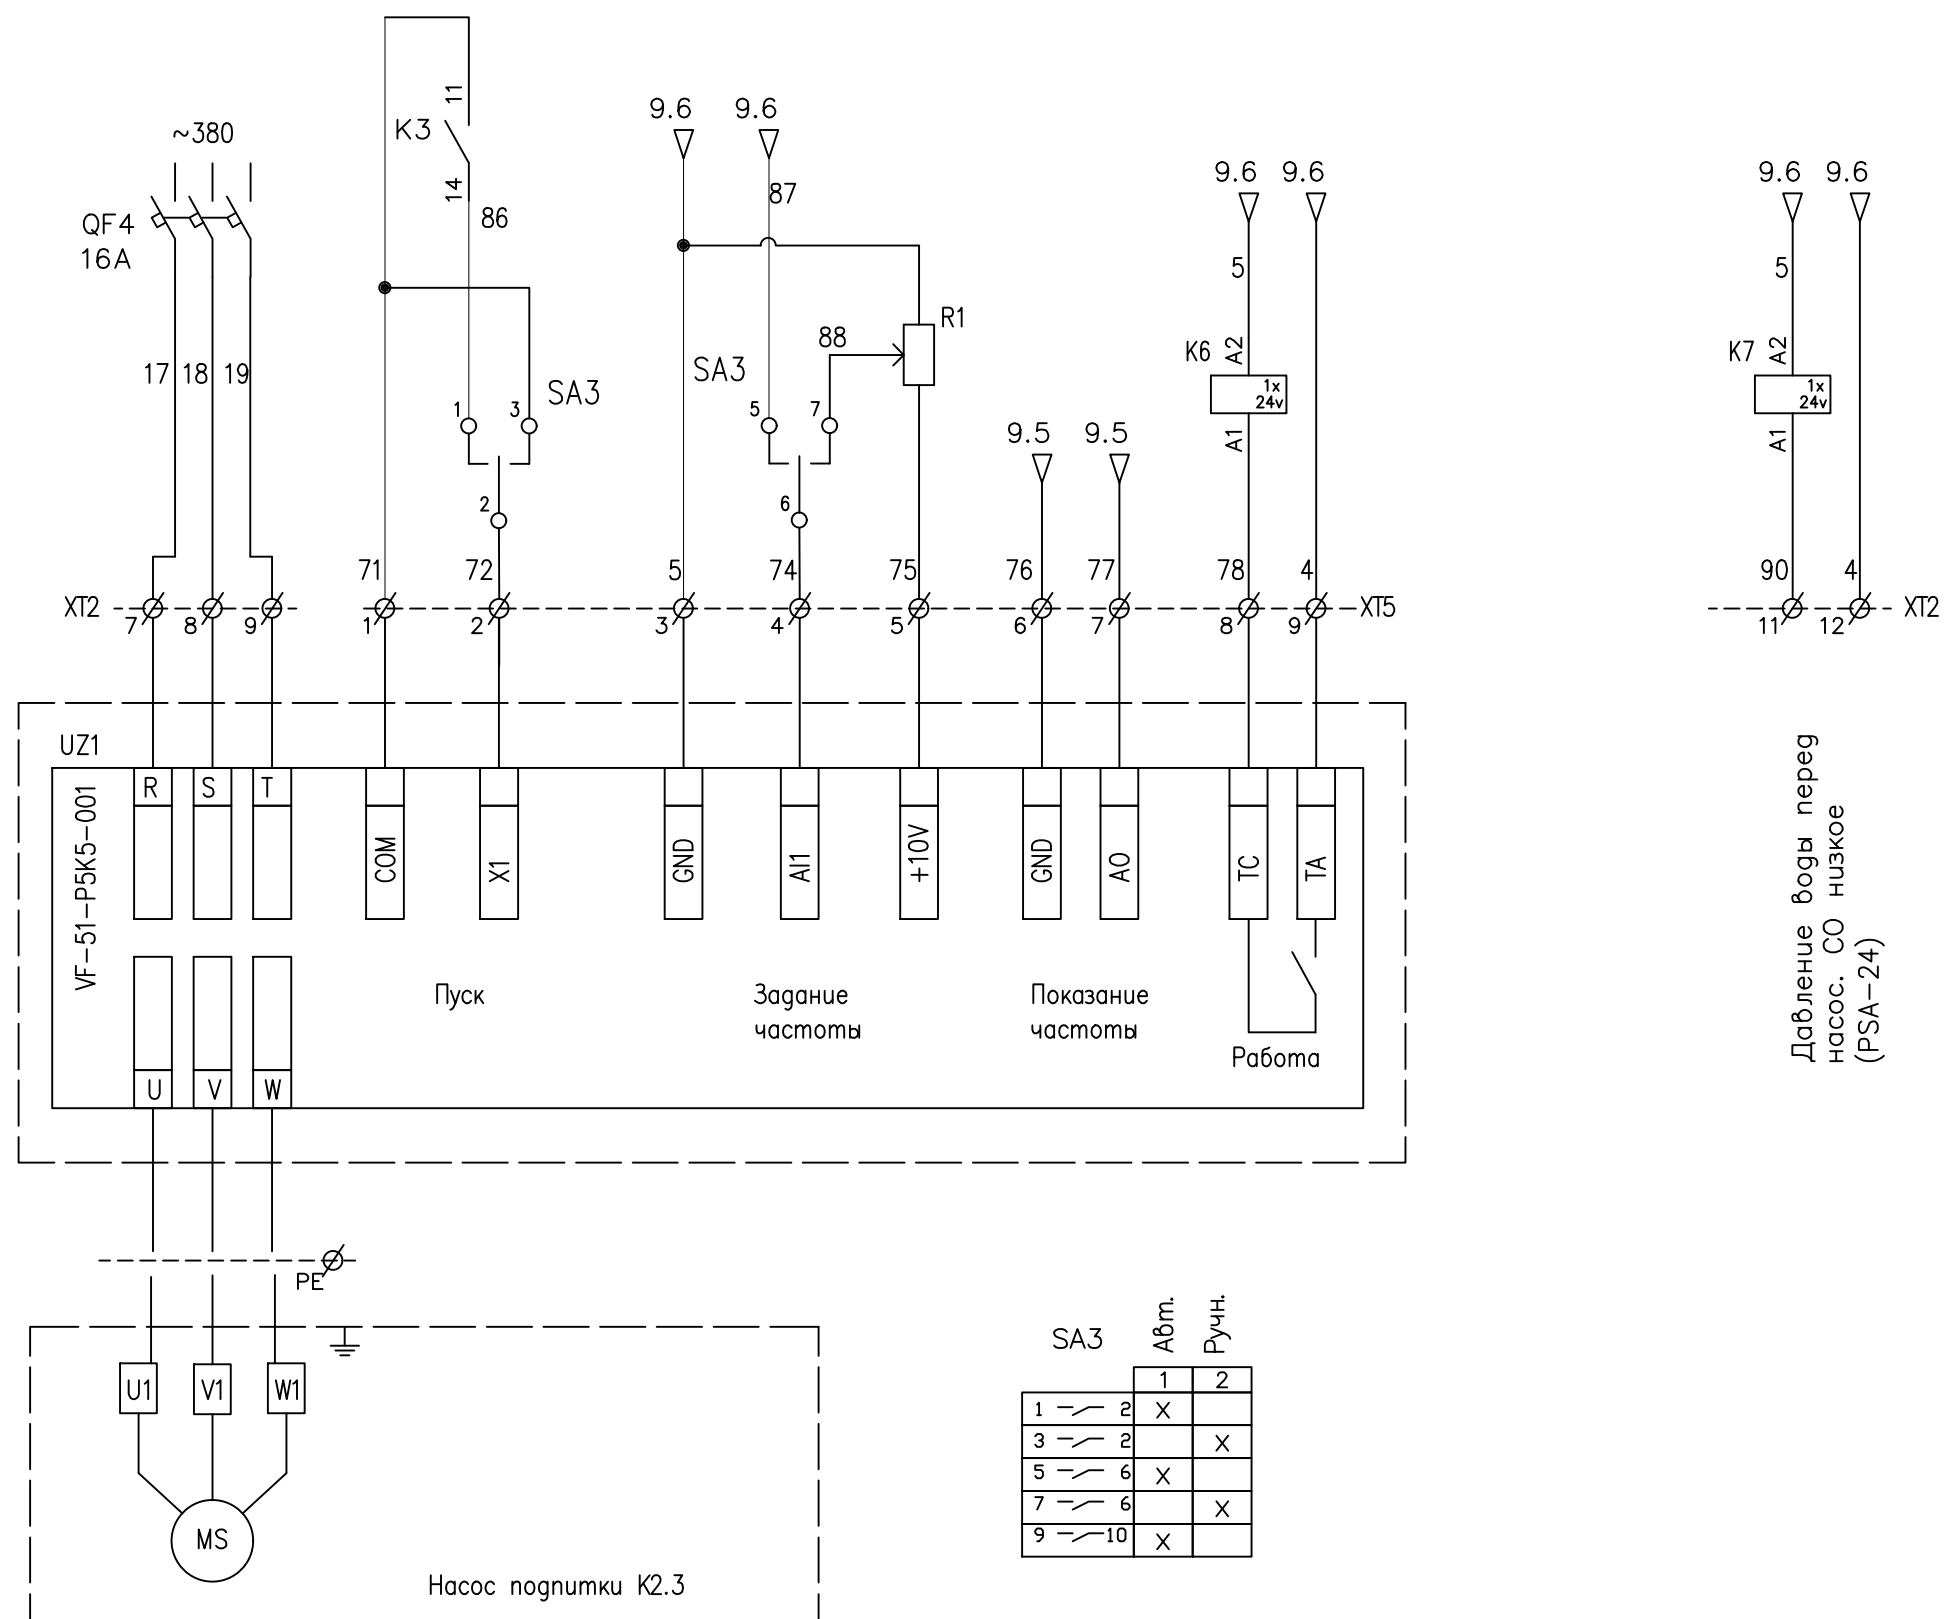 ~380
QF4
16A
17
18
19
XT2
7
8
9
11
K3
14
86
SA3
1
3
2
71
72
1
2
9.6
9.6
87
R1
88
SA3
5
7
6
5
74
75
3
4
5
9.5
9.5
76
77
6
7
9.6
9.6
5
K6
A2
1x
24v
A1
78
4
8
9
XT5
9.6
9.6
5
K7
A2
1x
24v
A1
90
4
11
12
XT2
UZ1
VF-51-P5K5-001
R
S
T
COM
X1
GND
AI1
+10V
GND
AO
TC
TA
Пуск
Задание
частоты
Показание
частоты
Работа
U
V
W
Давление воды перед
насос. СО низкое
(PSA-24)
PE
U1
V1
W1
MS
Насос подпитки К2.3
SA3
Авт.
Ручн.
1
2
1 2 X
3 2 X
5 6 X
7 6 X
9 10 X